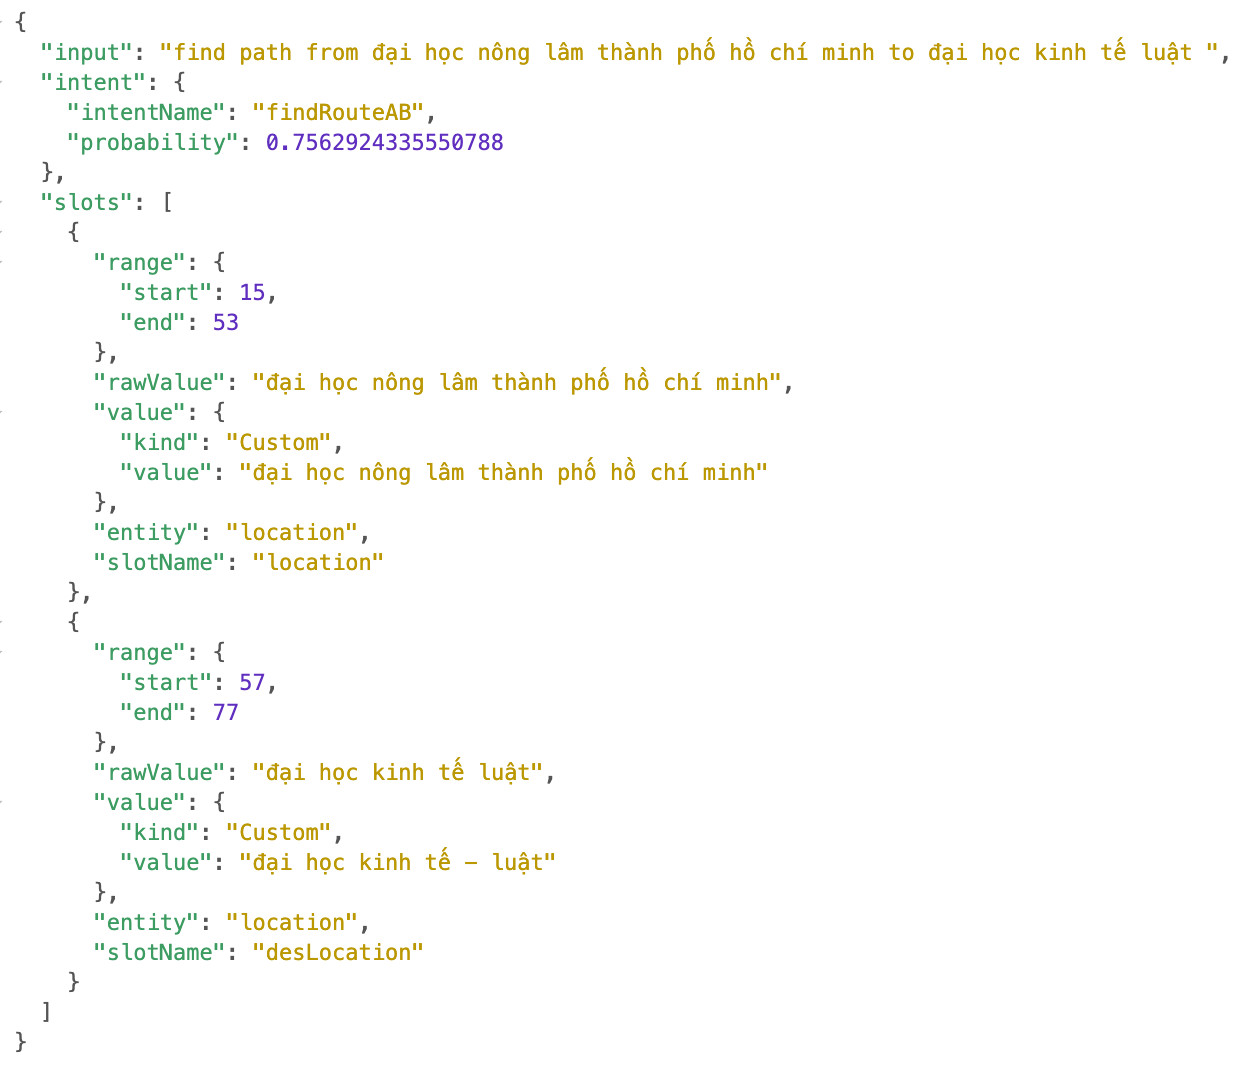 {
  "input": "find path from đại học nông lâm thành phố hồ chí minh to đại học kinh tế luật ",
  "intent": {
    "intentName": "findRouteAB",
    "probability": 0.7562924335550788
  },
  "slots": [
    {
      "range": {
        "start": 15,
        "end": 53
      },
      "rawValue": "đại học nông lâm thành phố hồ chí minh",
      "value": {
        "kind": "Custom",
        "value": "đại học nông lâm thành phố hồ chí minh"
      },
      "entity": "location",
      "slotName": "location"
    },
    {
      "range": {
        "start": 57,
        "end": 77
      },
      "rawValue": "đại học kinh tế luật",
      "value": {
        "kind": "Custom",
        "value": "đại học kinh tế – luật"
      },
      "entity": "location",
      "slotName": "desLocation"
    }
  ]
}